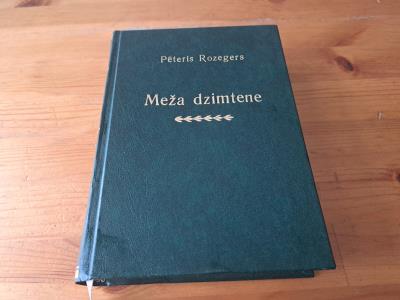 Pēteris Rozegers
Meža dzimtene